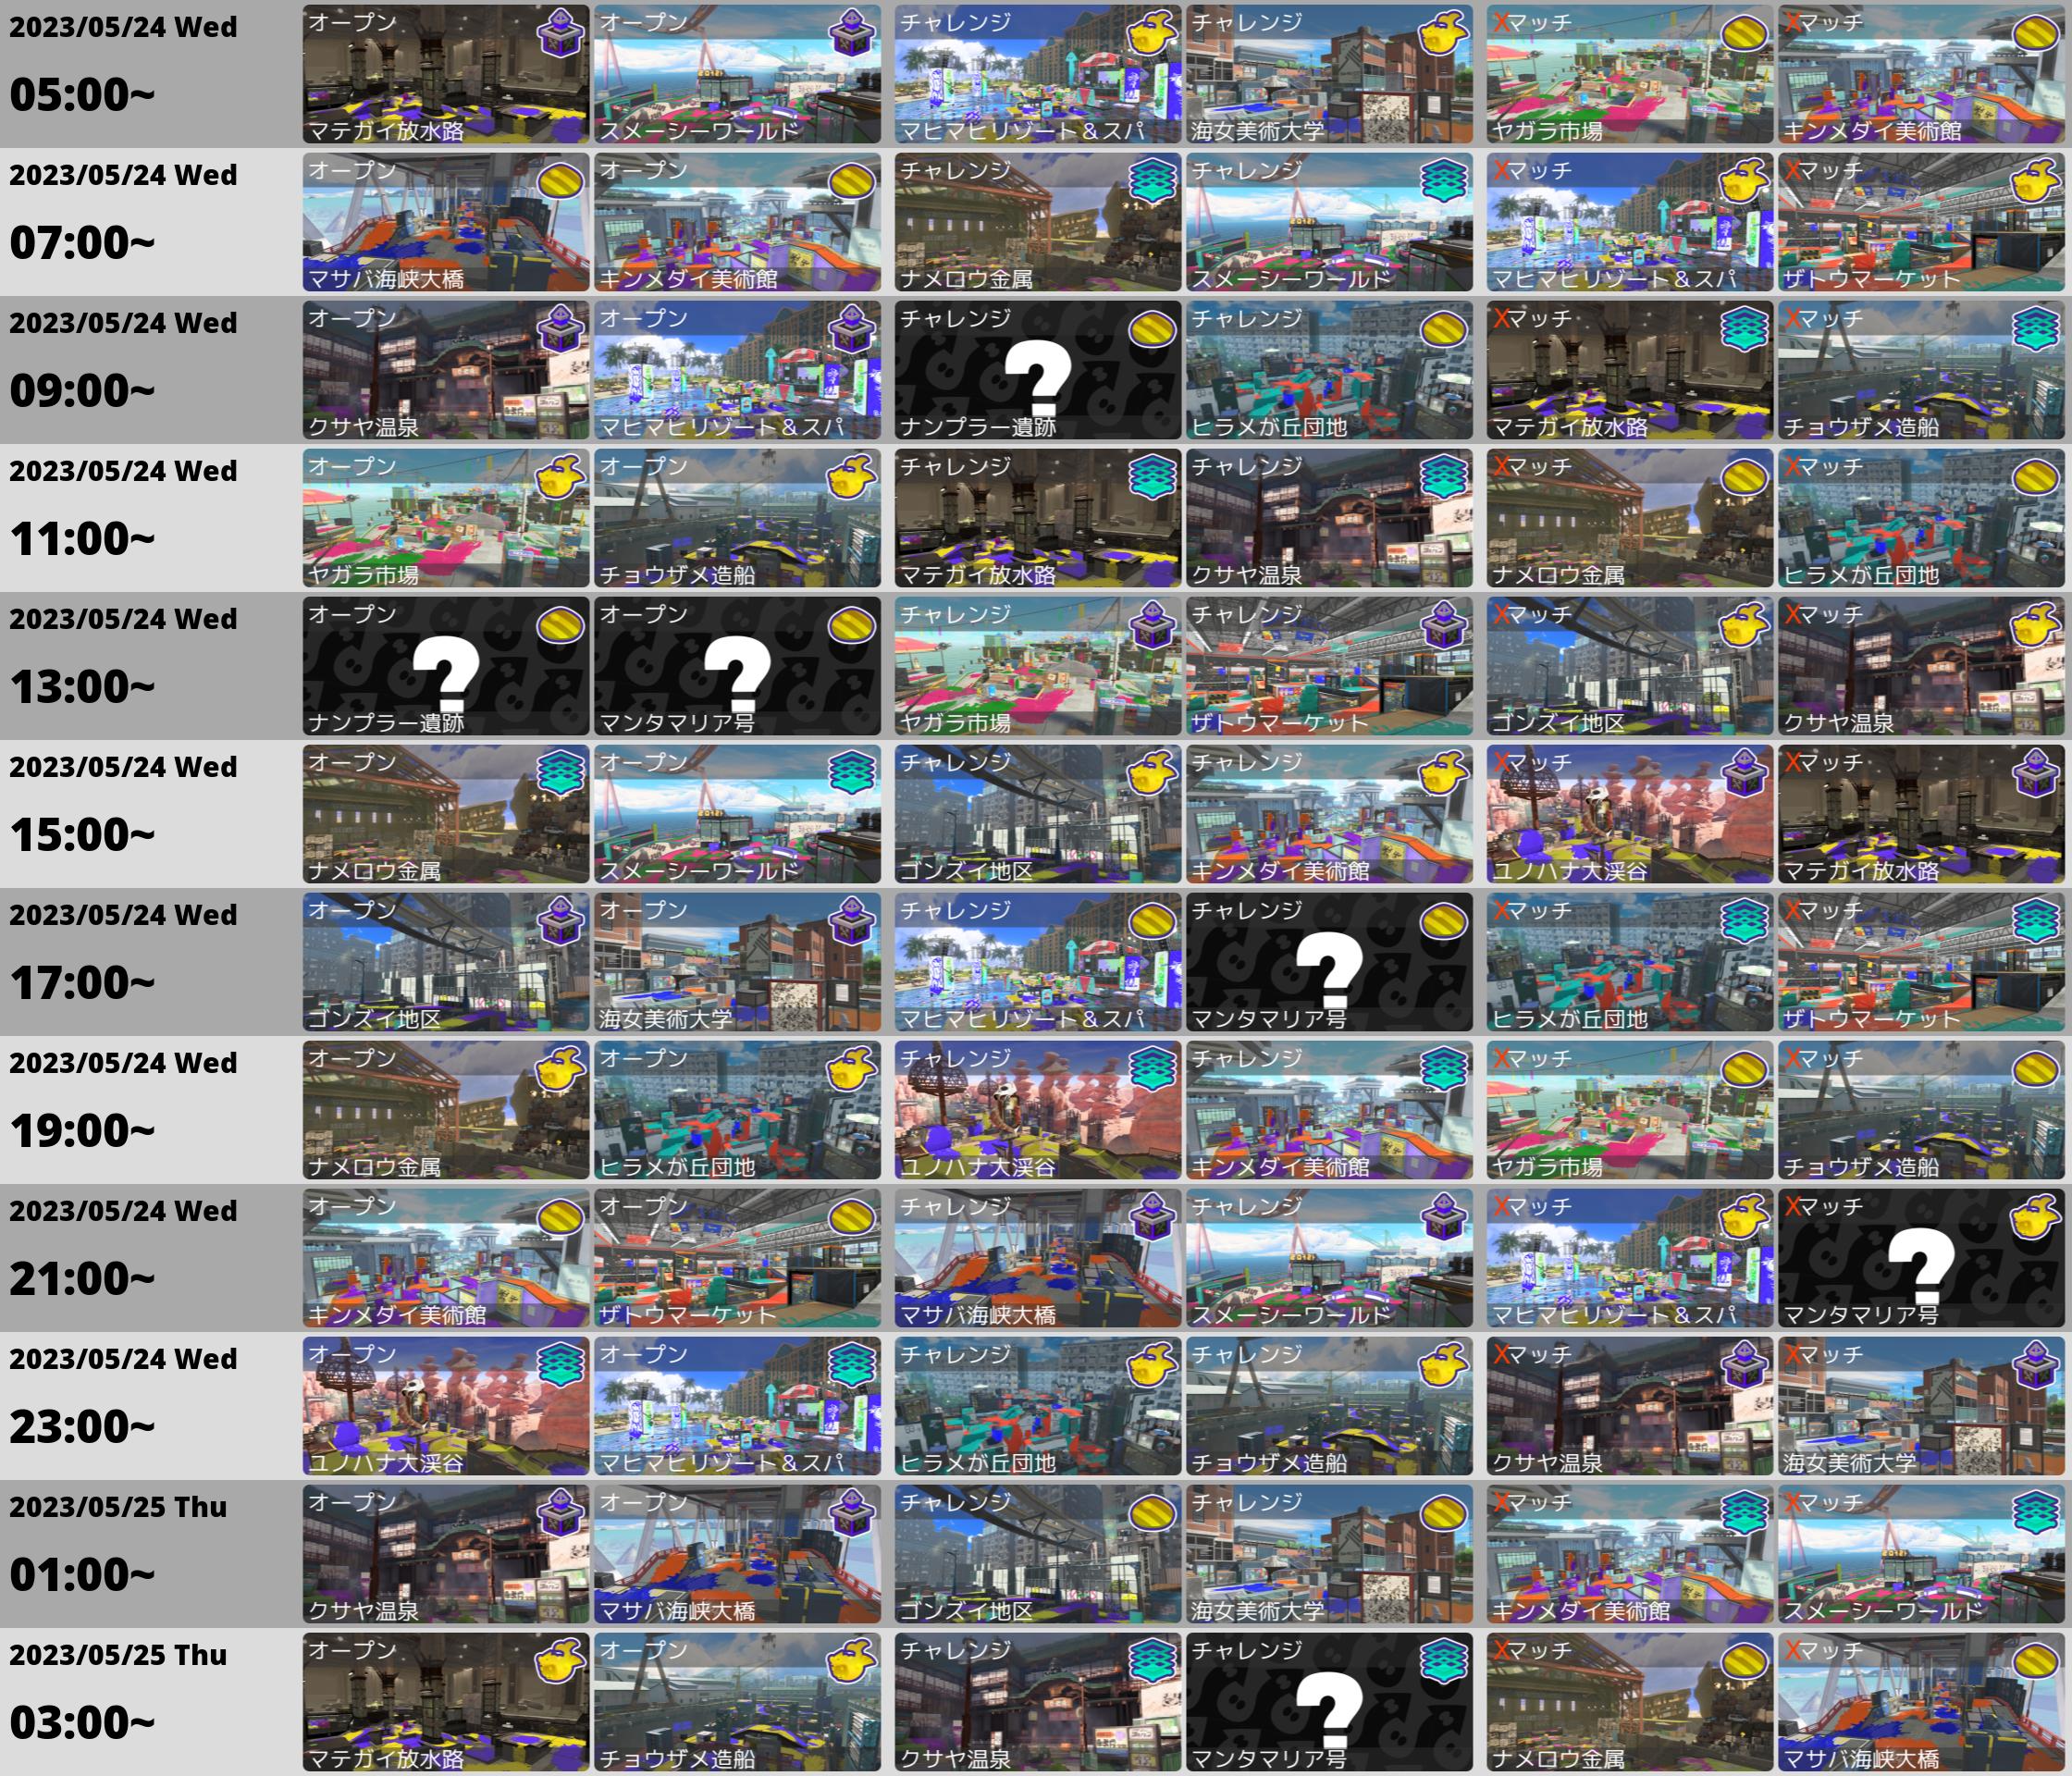 2023/05/24 Wed
05:00~
オープン オープン チャレンジ チャレンジ Xマッチ Xマッチ
マテガイ放水路 スメーシーワールド マヒマヒリゾート＆スパ 海女美術大学 ヤガラ市場 キンメダイ美術館
2023/05/24 Wed
07:00~
オープン オープン チャレンジ チャレンジ Xマッチ Xマッチ
マサバ海峡大橋 キンメダイ美術館 ナメロウ金属 スメーシーワールド マヒマヒリゾート＆スパ ザトウマーケット
2023/05/24 Wed
09:00~
オープン オープン チャレンジ チャレンジ Xマッチ Xマッチ
?
クサヤ温泉 マヒマヒリゾート＆スパ ナンプラー遺跡 ヒラメが丘団地 マテガイ放水路 チョウザメ造船
2023/05/24 Wed
11:00~
オープン オープン チャレンジ チャレンジ Xマッチ Xマッチ
ヤガラ市場 チョウザメ造船 マテガイ放水路 クサヤ温泉 ナメロウ金属 ヒラメが丘団地
2023/05/24 Wed
13:00~
オープン オープン チャレンジ チャレンジ Xマッチ Xマッチ
? ?
ナンプラー遺跡 マンタマリア号 ヤガラ市場 ザトウマーケット ゴンズイ地区 クサヤ温泉
2023/05/24 Wed
15:00~
オープン オープン チャレンジ チャレンジ Xマッチ Xマッチ
ナメロウ金属 スメーシーワールド ゴンズイ地区 キンメダイ美術館 ユノハナ大渓谷 マテガイ放水路
2023/05/24 Wed
17:00~
オープン オープン チャレンジ チャレンジ Xマッチ Xマッチ
?
ゴンズイ地区 海女美術大学 マヒマヒリゾート＆スパ マンタマリア号 ヒラメが丘団地 ザトウマーケット
2023/05/24 Wed
19:00~
オープン オープン チャレンジ チャレンジ Xマッチ Xマッチ
ナメロウ金属 ヒラメが丘団地 ユノハナ大渓谷 キンメダイ美術館 ヤガラ市場 チョウザメ造船
2023/05/24 Wed
21:00~
オープン オープン チャレンジ チャレンジ Xマッチ Xマッチ
?
キンメダイ美術館 ザトウマーケット マサバ海峡大橋 スメーシーワールド マヒマヒリゾート＆スパ マンタマリア号
2023/05/24 Wed
23:00~
オープン オープン チャレンジ チャレンジ Xマッチ Xマッチ
ユノハナ大渓谷 マヒマヒリゾート＆スパ ヒラメが丘団地 チョウザメ造船 クサヤ温泉 海女美術大学
2023/05/25 Thu
01:00~
オープン オープン チャレンジ チャレンジ Xマッチ Xマッチ
クサヤ温泉 マサバ海峡大橋 ゴンズイ地区 海女美術大学 キンメダイ美術館 スメーシーワールド
2023/05/25 Thu
03:00~
オープン オープン チャレンジ チャレンジ Xマッチ Xマッチ
?
マテガイ放水路 チョウザメ造船 クサヤ温泉 マンタマリア号 ナメロウ金属 マサバ海峡大橋